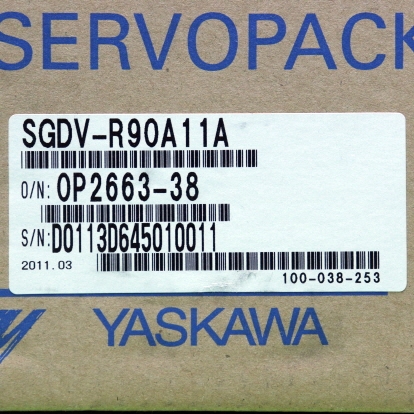 SERVOPACK
SGDV-R90A11A
O/N: OP2663-38
S/N: D0113D645010011
2011.03
100-038-253
YASKAWA